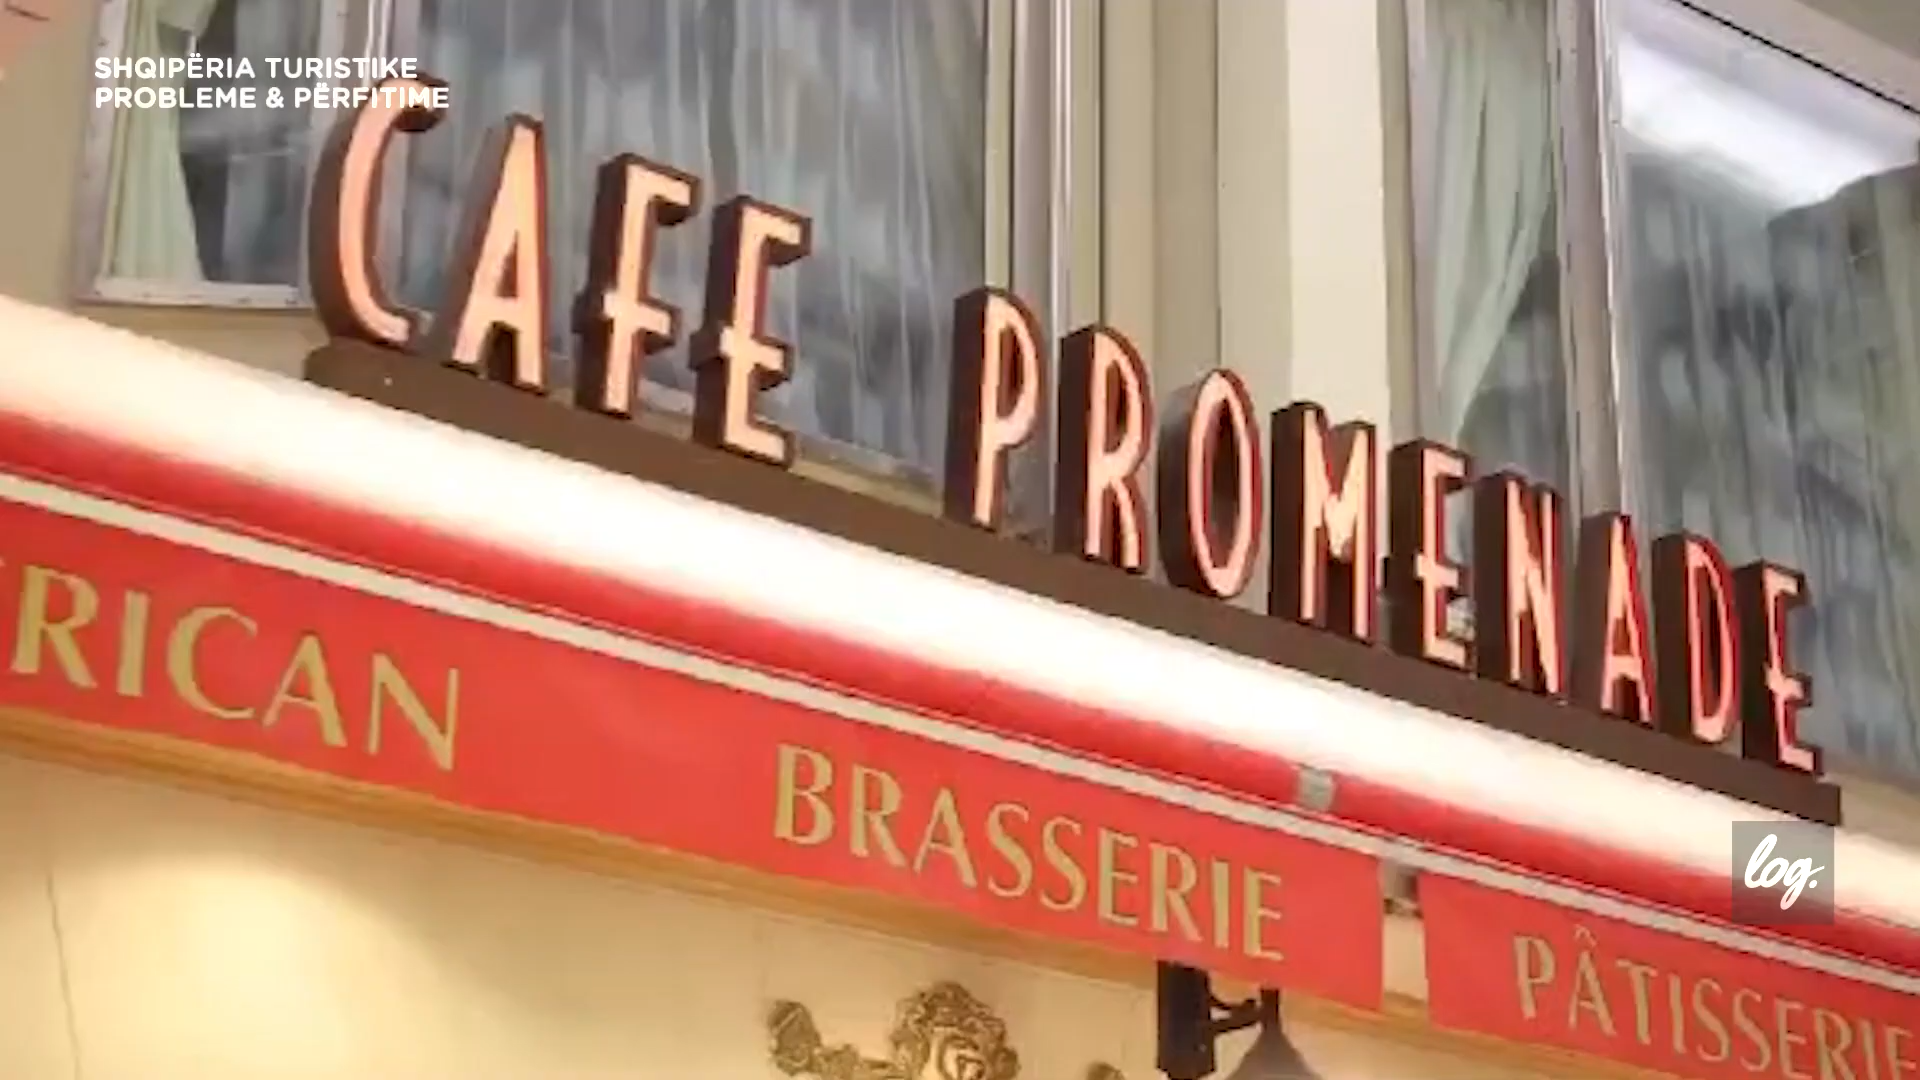 SHQIPËRIA TURISTIKE
PROBLEME & PËRFITIME
CAFE PROMENADE
RICAN BRASSERIE PÂTISSERIE
log.